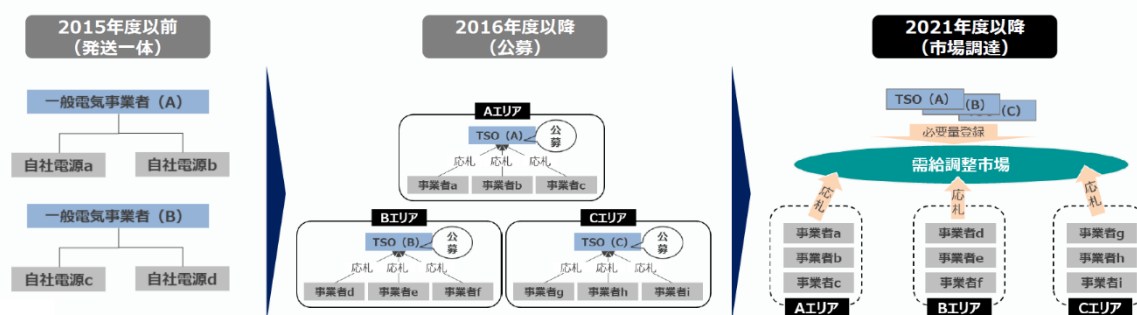 2015年度以前
（発送一体）
一般電気事業者（A）
自社電源a
自社電源b
一般電気事業者（B）
自社電源c
自社電源d
2016年度以降
（公募）
Aエリア
TSO（A）
公募
応札 応札 応札
事業者a 事業者b 事業者c
Bエリア
TSO（B）
公募
応札 応札 応札
事業者d 事業者e 事業者f
Cエリア
TSO（C）
公募
応札 応札 応札
事業者g 事業者h 事業者i
2021年度以降
（市場調達）
TSO（A）
（B）
（C）
必要量登録
需給調整市場
応札
応札
応札
事業者a
事業者b
事業者c
Aエリア
事業者d
事業者e
事業者f
Bエリア
事業者g
事業者h
事業者i
Cエリア